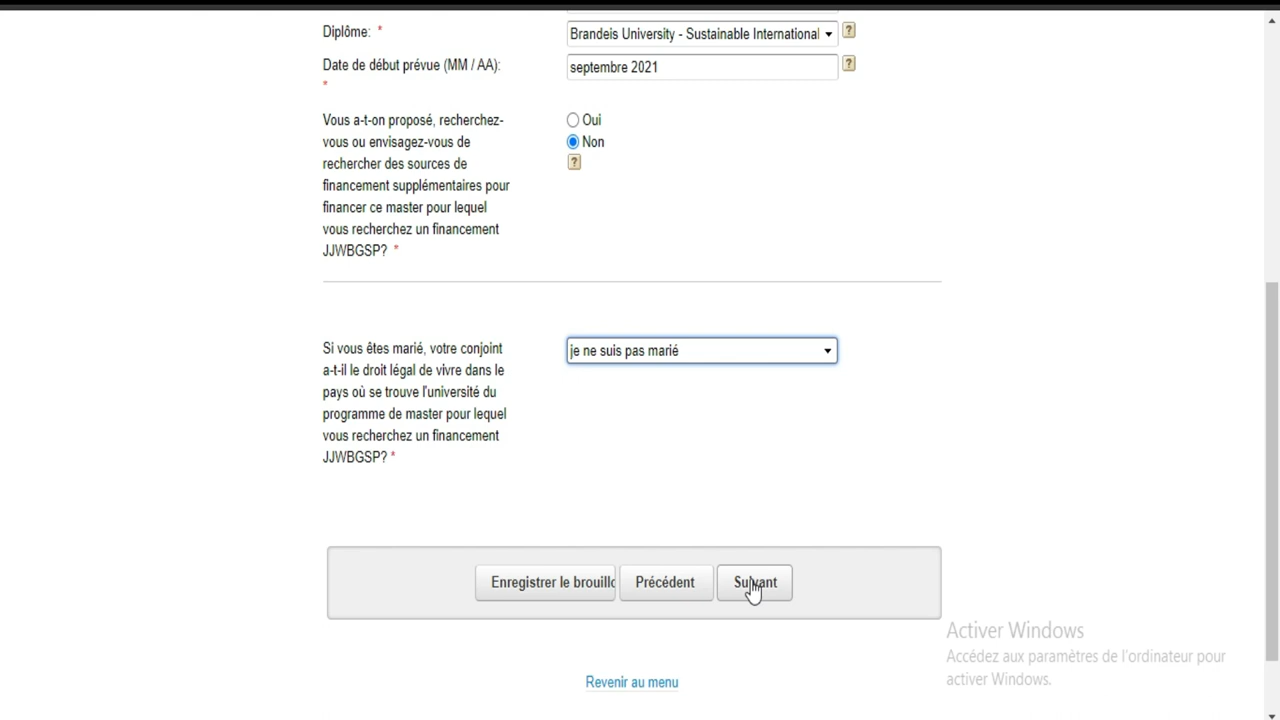 Diplôme: *
Brandeis University - Sustainable International
?
Date de début prévue (MM / AA):
*
septembre 2021
?
Vous a-t-on proposé, recherchez-
vous ou envisagez-vous de
rechercher des sources de
financement supplémentaires pour
financer ce master pour lequel
vous recherchez un financement
JJWBGSP? *
Oui
Non
?
Si vous êtes marié, votre conjoint
a-t-il le droit légal de vivre dans le
pays où se trouve l'université du
programme de master pour lequel
vous recherchez un financement
JJWBGSP? *
je ne suis pas marié
Enregistrer le brouillo
Précédent
Suivant
Revenir au menu
Activer Windows
Accédez aux paramètres de l'ordinateur pour
activer Windows.